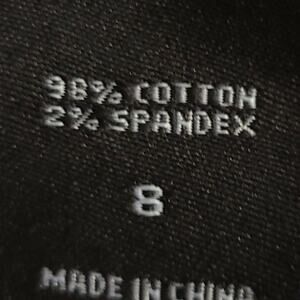 98% COTTON
2% SPANDEX
8
MADE IN CHINA